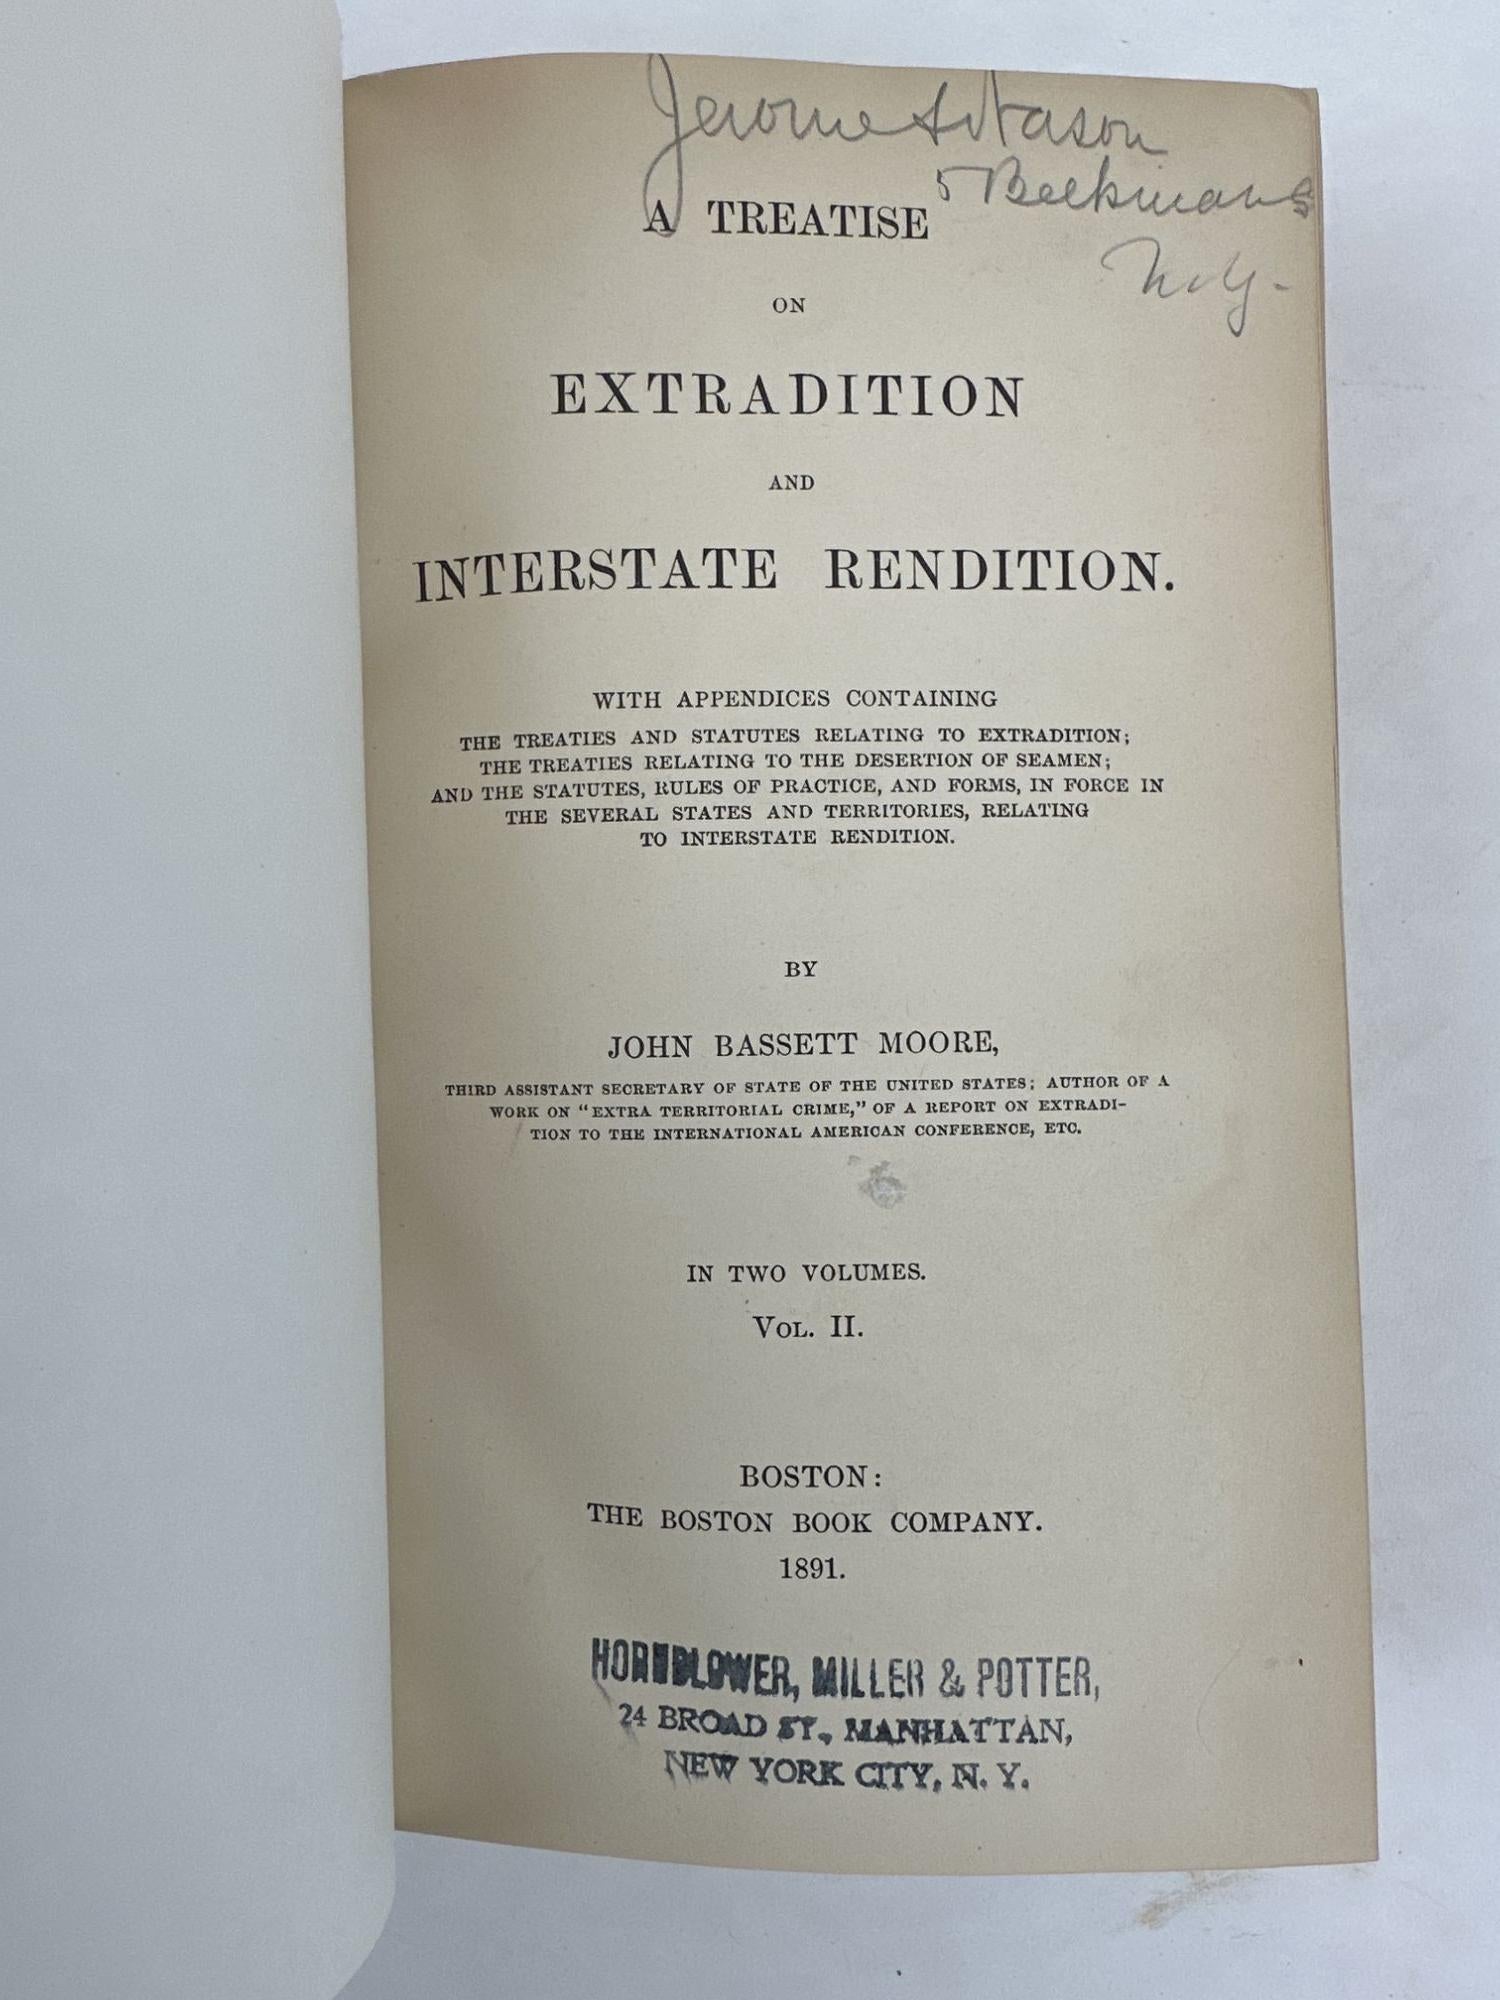 Jerome A Wason
5 Beekman St
N.Y.
A TREATISE
ON
EXTRADITION
AND
INTERSTATE RENDITION.
WITH APPENDICES CONTAINING
THE TREATIES AND STATUTES RELATING TO EXTRADITION;
THE TREATIES RELATING TO THE DESERTION OF SEAMEN;
AND THE STATUTES, RULES OF PRACTICE, AND FORMS, IN FORCE IN
THE SEVERAL STATES AND TERRITORIES, RELATING
TO INTERSTATE RENDITION.
BY
JOHN BASSETT MOORE,
THIRD ASSISTANT SECRETARY OF STATE OF THE UNITED STATES; AUTHOR OF A
WORK ON "EXTRA TERRITORIAL CRIME," OF A REPORT ON EXTRADI-
TION TO THE INTERNATIONAL AMERICAN CONFERENCE, ETC.
IN TWO VOLUMES.
VOL. II.
BOSTON:
THE BOSTON BOOK COMPANY.
1891.
HORNBLOWER, MILLER & POTTER,
24 BROAD ST., MANHATTAN,
NEW YORK CITY, N. Y.